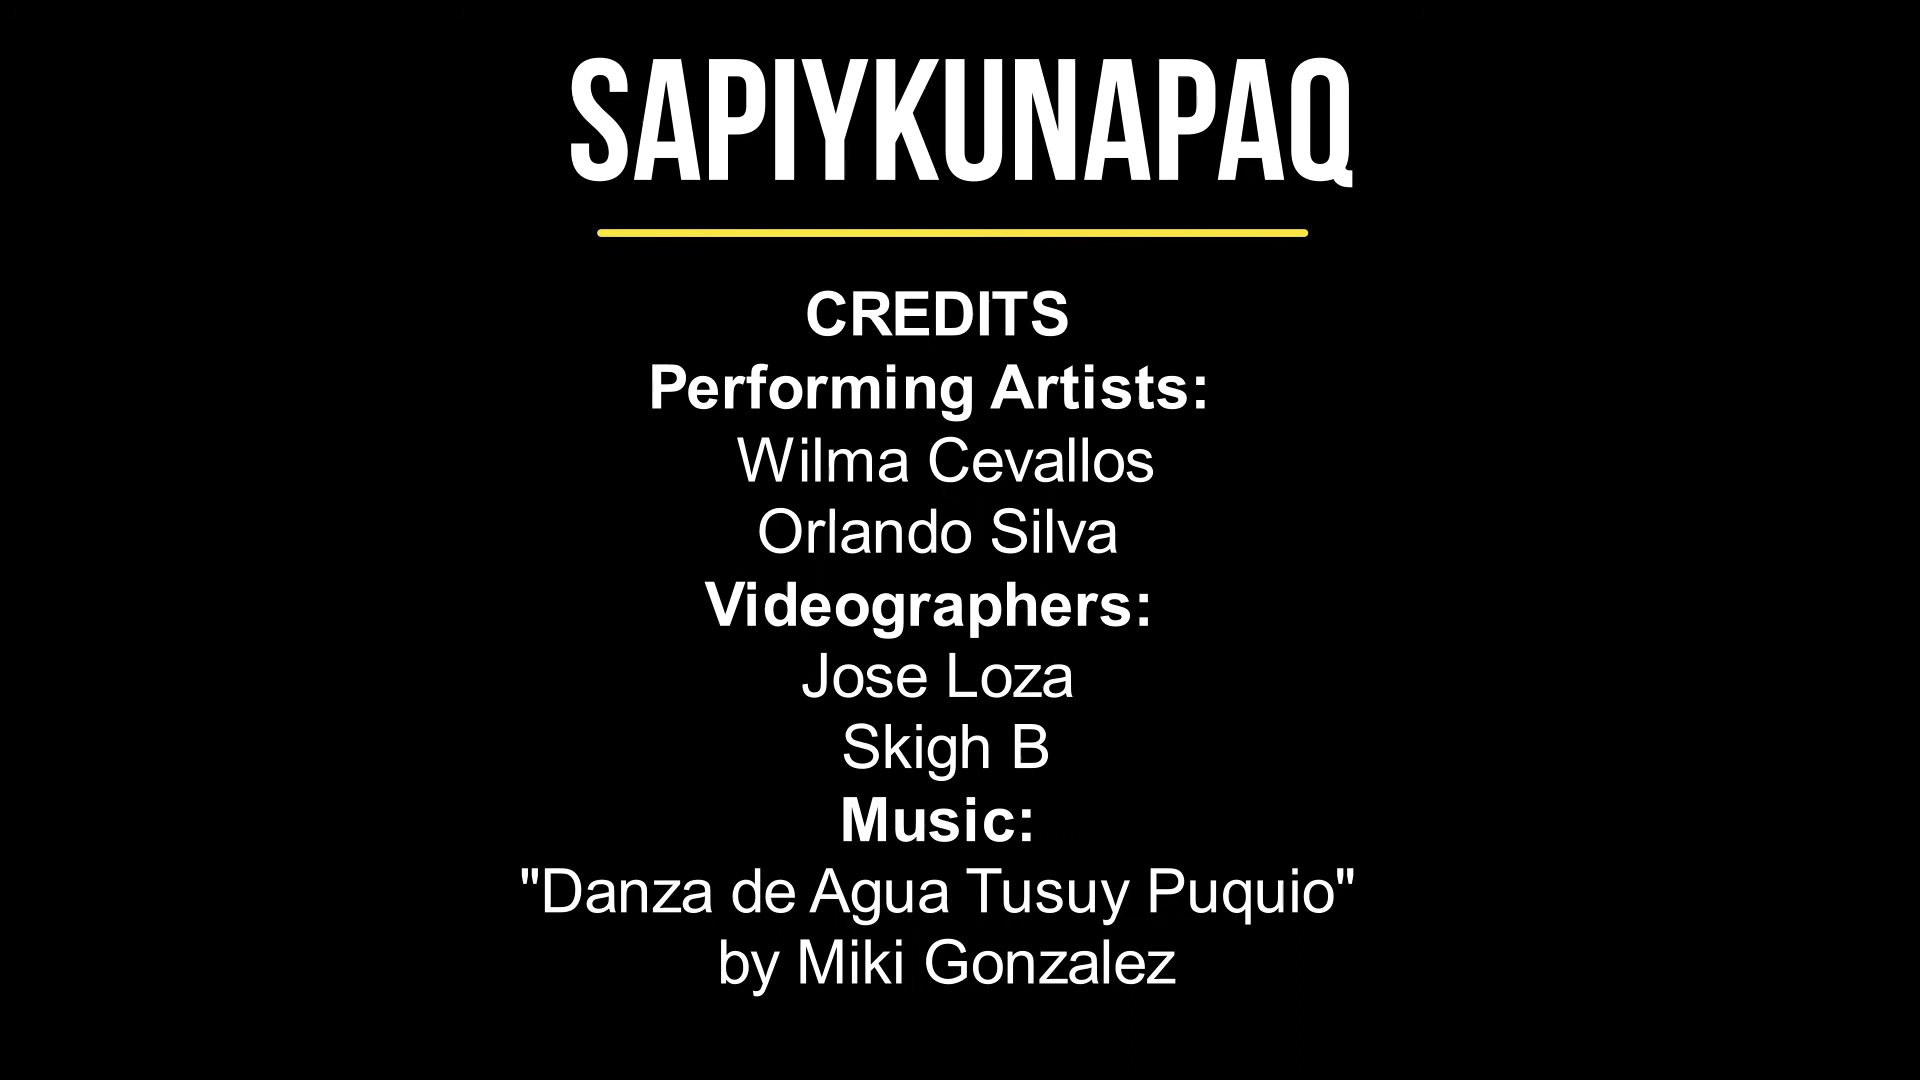 SAPIYKUNAPAQ
CREDITS
Performing Artists:
Wilma Cevallos
Orlando Silva
Videographers:
Jose Loza
Skigh B
Music:
"Danza de Agua Tusuy Puquio"
by Miki Gonzalez